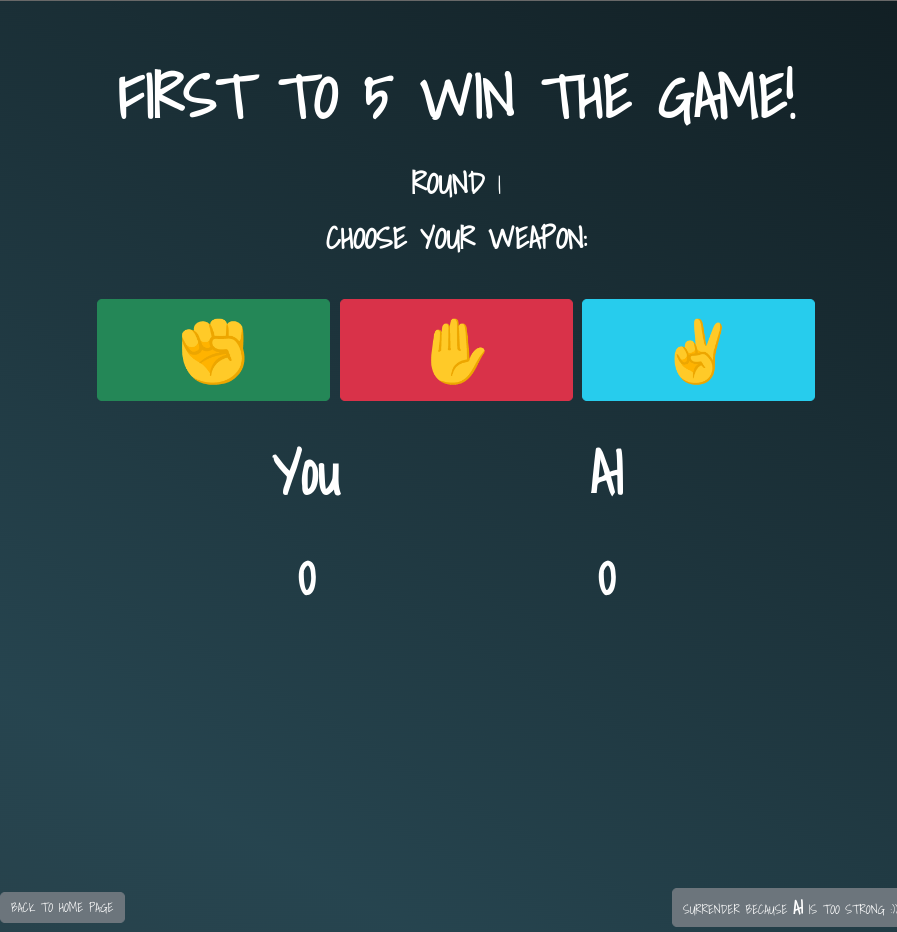 FIRST TO 5 WIN THE GAME!
ROUND 1
CHOOSE YOUR WEAPON:
You AI
0 0
BACK TO HOME PAGE SURRENDER BECAUSE AI IS TOO STRONG :))